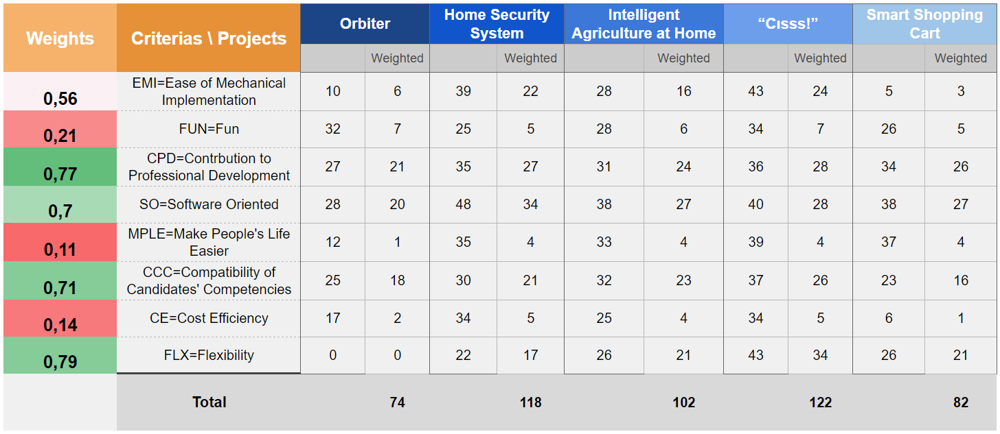 Weights Criterias \ Projects Orbiter Home Security System Intelligent Agriculture at Home “Cısss!” Smart Shopping Cart
Weighted Weighted Weighted Weighted Weighted
0,56 EMI=Ease of Mechanical Implementation 10 6 39 22 28 16 43 24 5 3
0,21 FUN=Fun 32 7 25 5 28 6 34 7 26 5
0,77 CPD=Contrbution to Professional Development 27 21 35 27 31 24 36 28 34 26
0,7 SO=Software Oriented 28 20 48 34 38 27 40 28 38 27
0,11 MPLE=Make People's Life Easier 12 1 35 4 33 4 39 4 37 4
0,71 CCC=Compatibility of Candidates' Competencies 25 18 30 21 32 23 37 26 23 16
0,14 CE=Cost Efficiency 17 2 34 5 25 4 34 5 6 1
0,79 FLX=Flexibility 0 0 22 17 26 21 43 34 26 21
Total 74 118 102 122 82